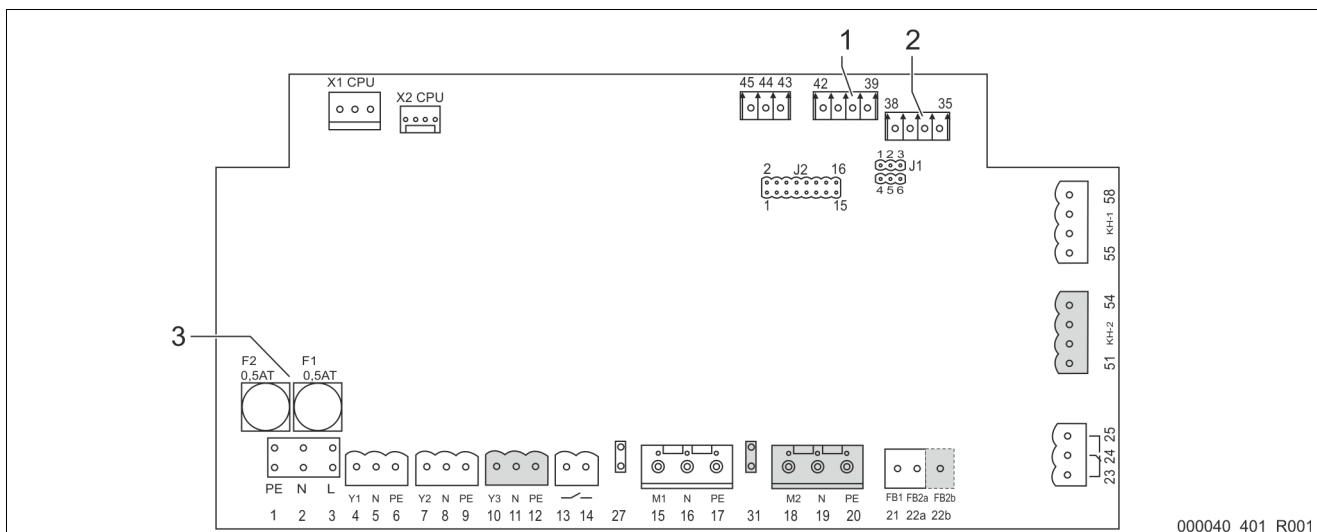 1 2
X1 CPU
X2 CPU
45 44 43
42 39
38 35
1 2 3
J1
4 5 6
2 J2 16
1 15
58
KH-1
55
54
KH-2
51
3
F2 F1
0,5AT 0,5AT
25
24
23
PE N L
Y1 N PE Y2 N PE Y3 N PE M1 N PE M2 N PE FB1 FB2a FB2b
1 2 3 4 5 6 7 8 9 10 11 12 13 14 27 15 16 17 31 18 19 20 21 22a 22b
000040_401_R001